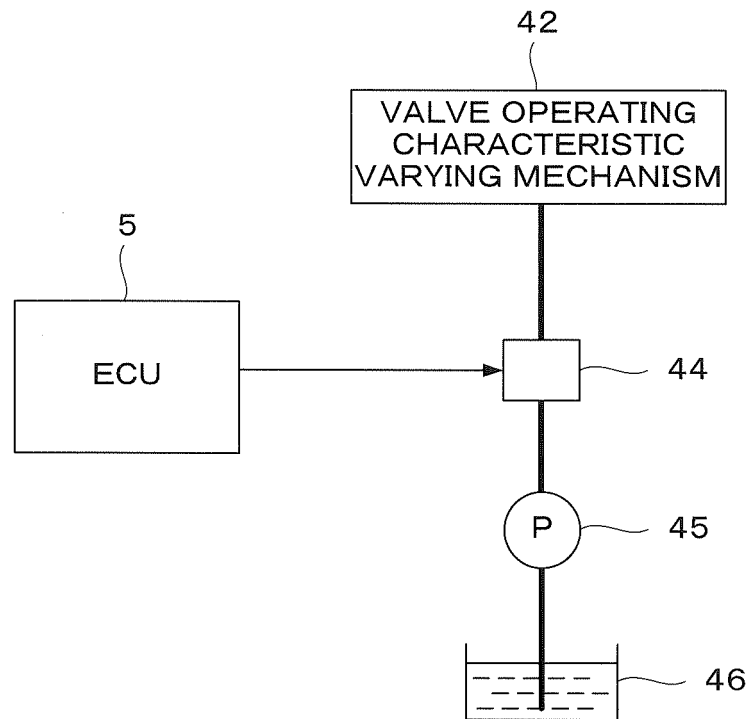 42
VALVE OPERATING
CHARACTERISTIC
VARYING MECHANISM
5
ECU
44
P
45
46